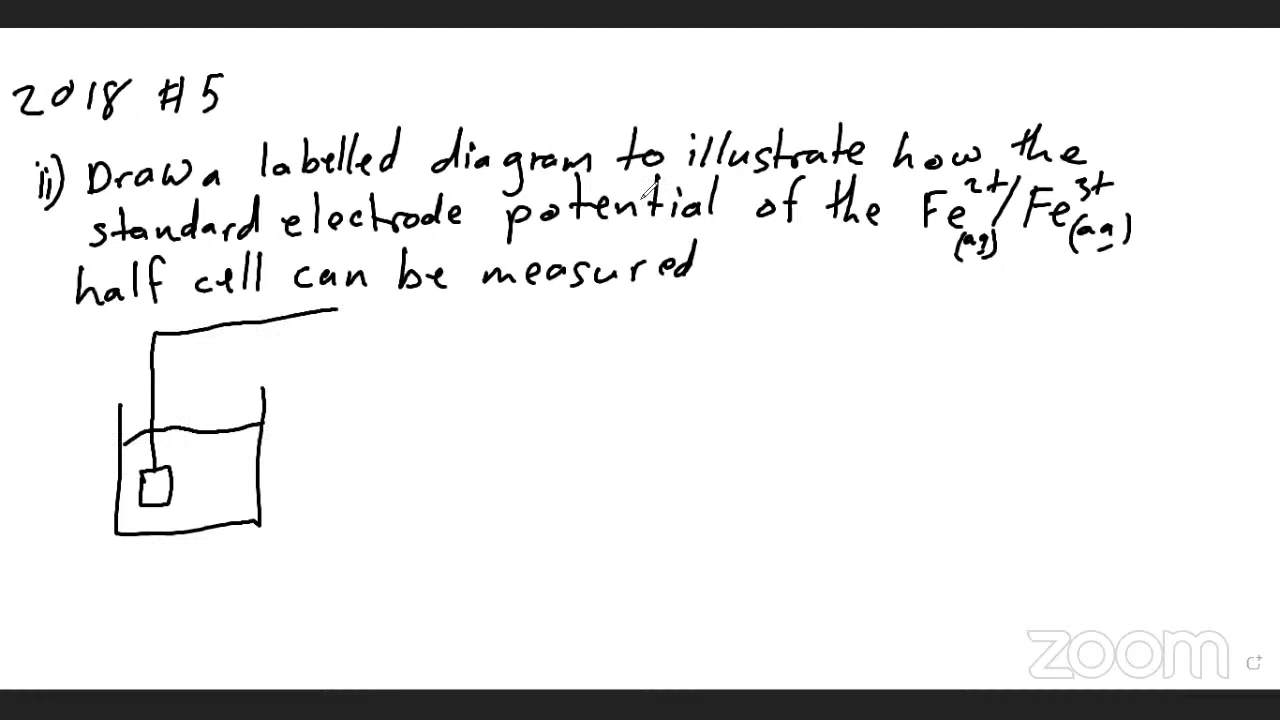 2018 #5
ii) Draw a labelled diagram to illustrate how the
standard electrode potential of the Fe²⁺(aq)/Fe³⁺(aq)
half cell can be measured
zoom